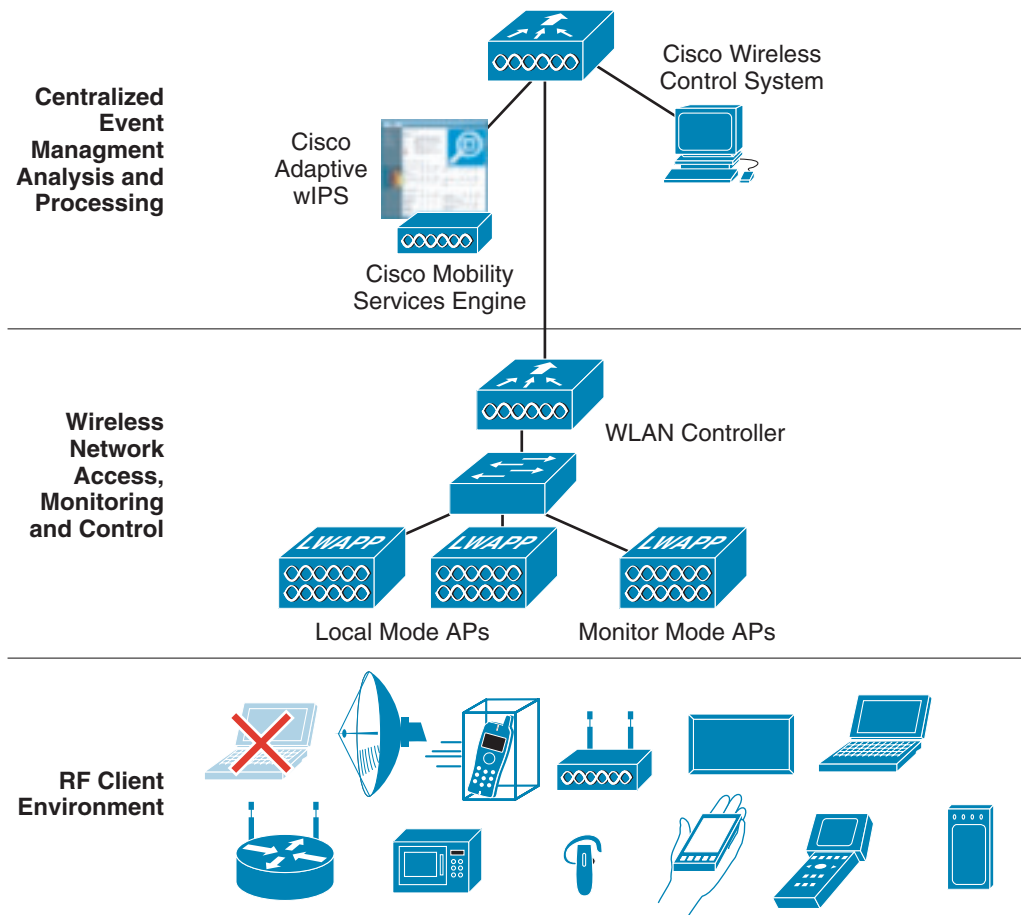 Cisco Wireless
Control System
Centralized
Event
Managment
Analysis and
Processing
Cisco
Adaptive
wIPS
Cisco Mobility
Services Engine
Wireless
Network
Access,
Monitoring
and Control
WLAN Controller
LWAPP
LWAPP
LWAPP
Local Mode APs
Monitor Mode APs
RF Client
Environment